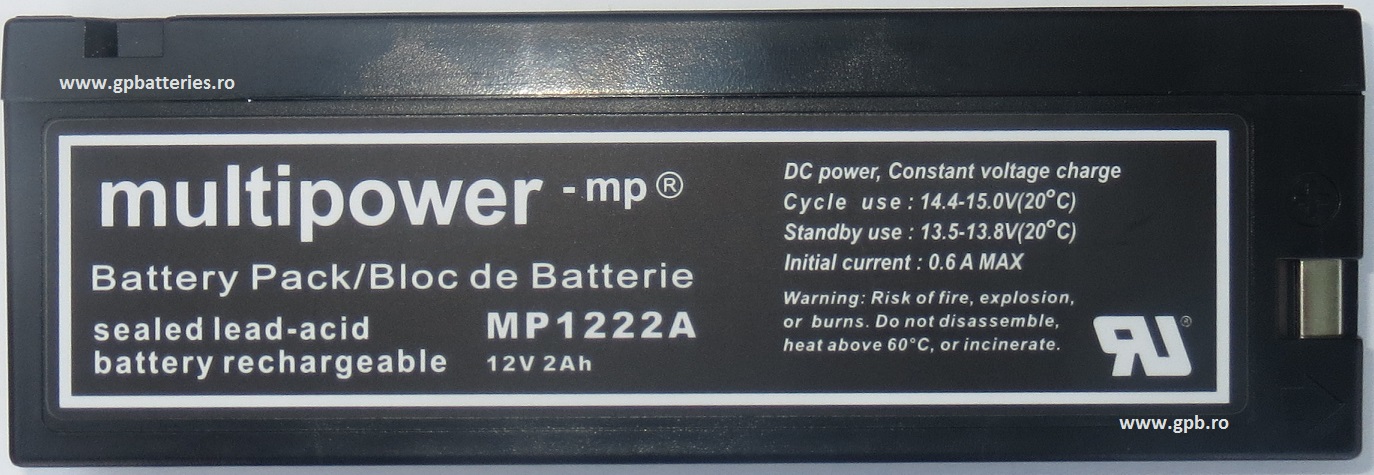 www.gpbatteries.ro
multipower - mp®
Battery Pack/Bloc de Batterie
sealed lead-acid
battery rechargeable
MP1222A
12V 2Ah
DC power, Constant voltage charge
Cycle use : 14.4-15.0V(20°C)
Standby use : 13.5-13.8V(20°C)
Initial current : 0.6 A MAX
Warning: Risk of fire, explosion,
or burns. Do not disassemble,
heat above 60°C, or incinerate.
RU®
www.gpb.ro